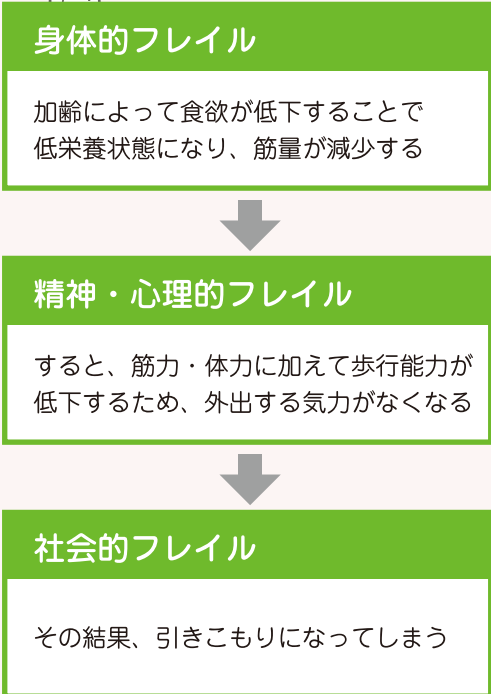 身体的フレイル
加齢によって食欲が低下することで
低栄養状態になり、筋量が減少する
精神・心理的フレイル
すると、筋力・体力に加えて歩行能力が
低下するため、外出する気力がなくなる
社会的フレイル
その結果、引きこもりになってしまう